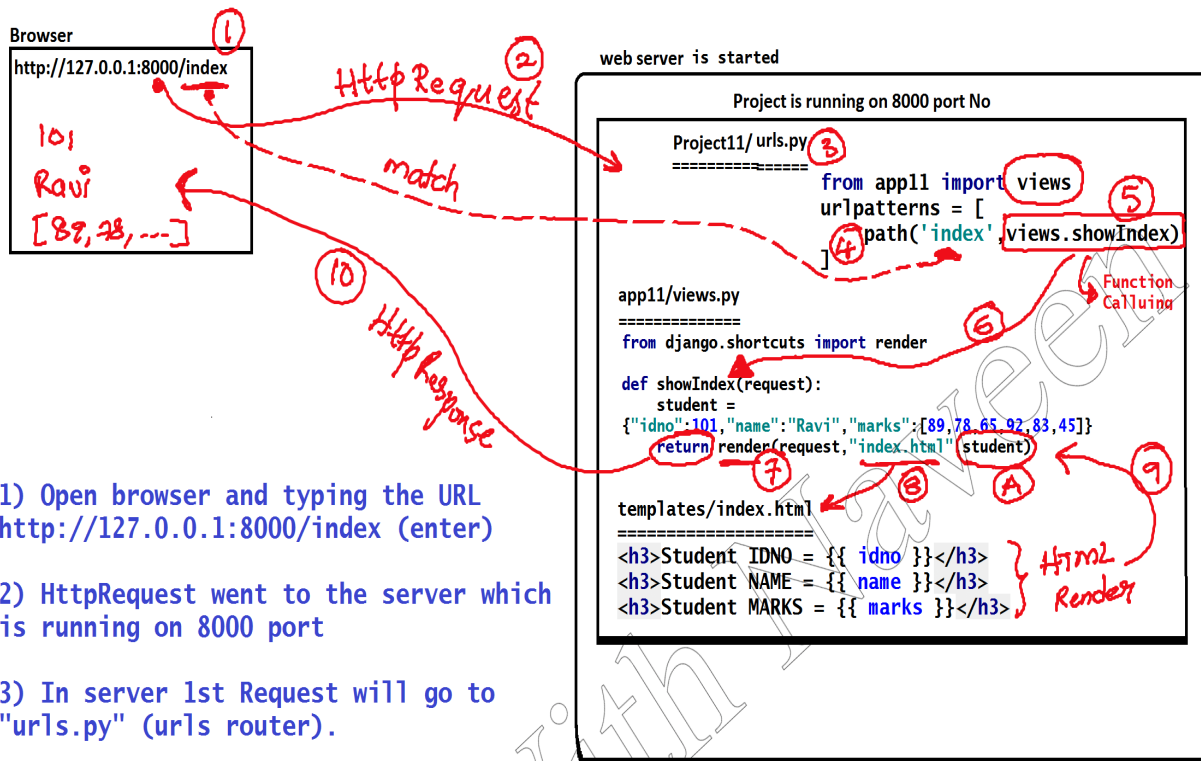 Browser
http://127.0.0.1:8000/index
1
101
Ravi
[89, 78, ---]
2
HttpRequest
match
10
Http Response
web server is started
Project is running on 8000 port No
Project11/ urls.py
================
3
from app11 import views
urlpatterns = [
path('index',views.showIndex)
]
4
5
Function
Calluing
6
app11/views.py
==============
from django.shortcuts import render
def showIndex(request):
student =
{"idno":101,"name":"Ravi","marks":[89,78,65,92,83,45]}
return render(request,"index.html",student)
7
8
A
9
templates/index.html
====================
<h3>Student IDNO = {{ idno }}</h3>
<h3>Student NAME = {{ name }}</h3>
<h3>Student MARKS = {{ marks }}</h3>
HTML
Render
1) Open browser and typing the URL
http://127.0.0.1:8000/index (enter)
2) HttpRequest went to the server which
is running on 8000 port
3) In server 1st Request will go to
"urls.py" (urls router).
with Naveen